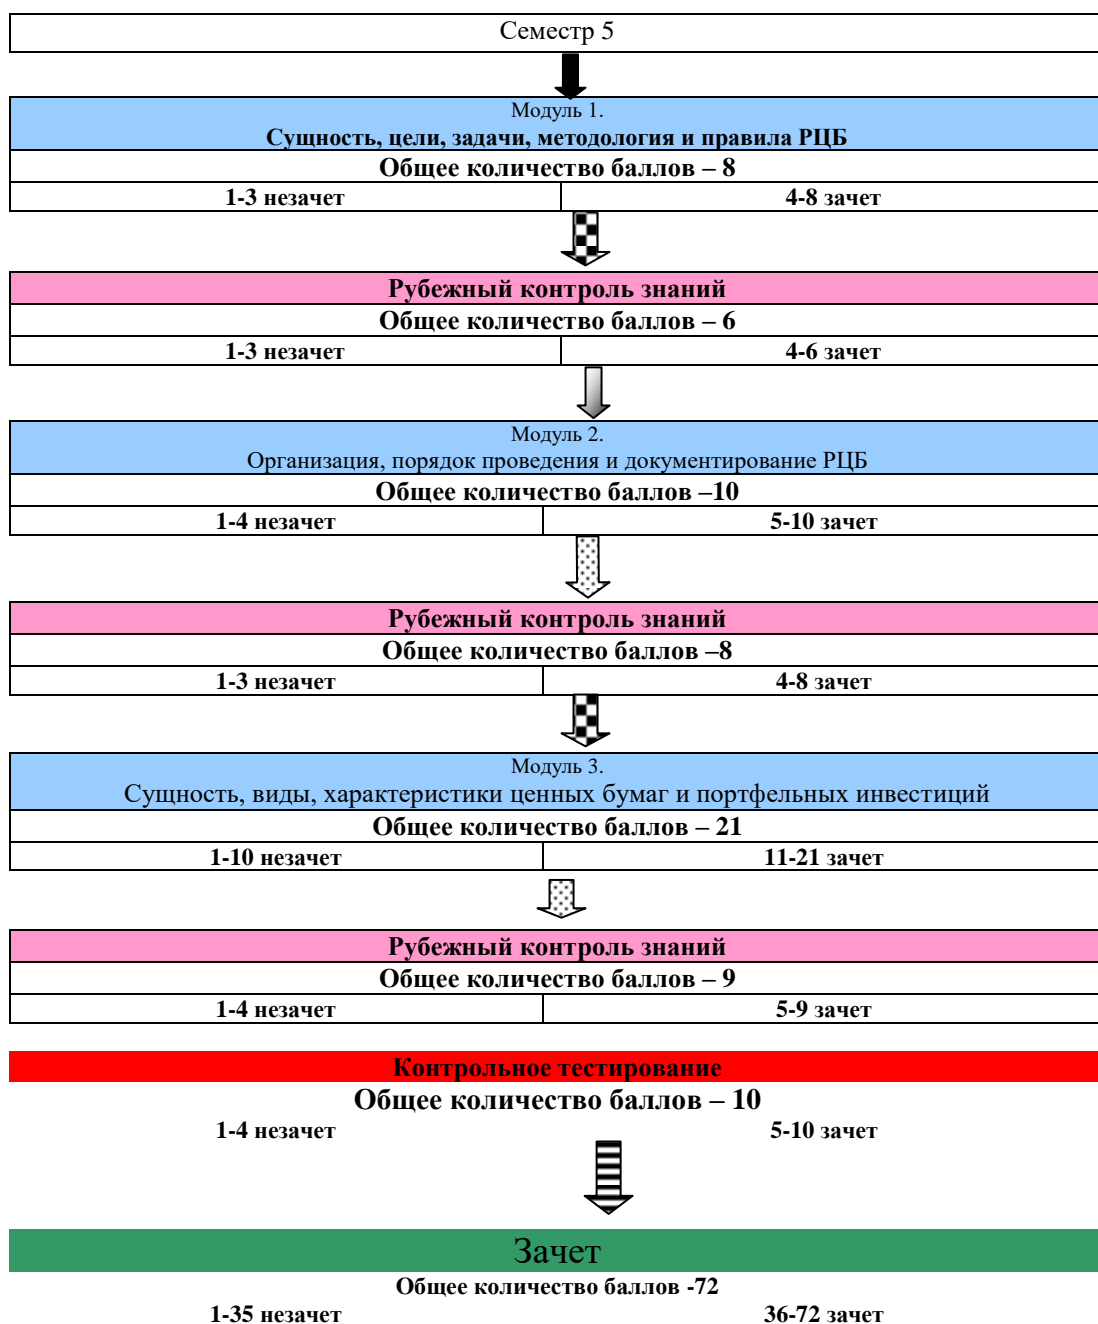 Семестр 5
Модуль 1.
Сущность, цели, задачи, методология и правила РЦБ
Общее количество баллов – 8
1-3 незачет 4-8 зачет
Рубежный контроль знаний
Общее количество баллов – 6
1-3 незачет 4-6 зачет
Модуль 2.
Организация, порядок проведения и документирование РЦБ
Общее количество баллов –10
1-4 незачет 5-10 зачет
Рубежный контроль знаний
Общее количество баллов –8
1-3 незачет 4-8 зачет
Модуль 3.
Сущность, виды, характеристики ценных бумаг и портфельных инвестиций
Общее количество баллов – 21
1-10 незачет 11-21 зачет
Рубежный контроль знаний
Общее количество баллов – 9
1-4 незачет 5-9 зачет
Контрольное тестирование
Общее количество баллов – 10
1-4 незачет 5-10 зачет
Зачет
Общее количество баллов -72
1-35 незачет 36-72 зачет